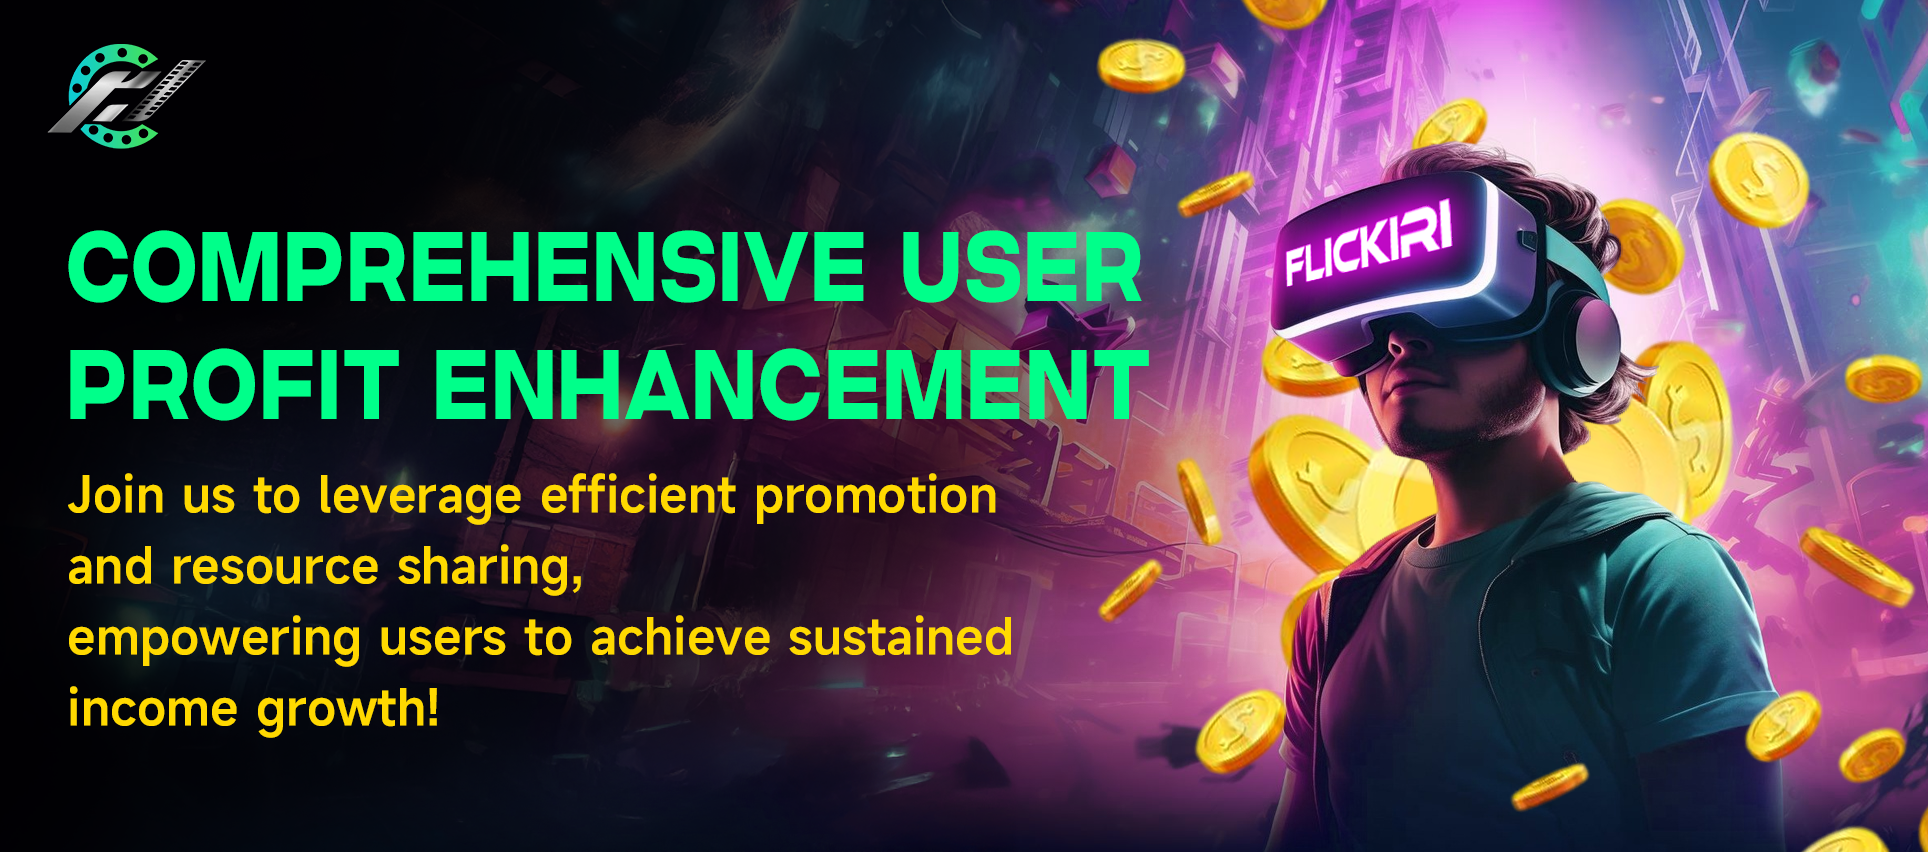 COMPREHENSIVE USER
PROFIT ENHANCEMENT
Join us to leverage efficient promotion
and resource sharing,
empowering users to achieve sustained
income growth!
FLICKIRI